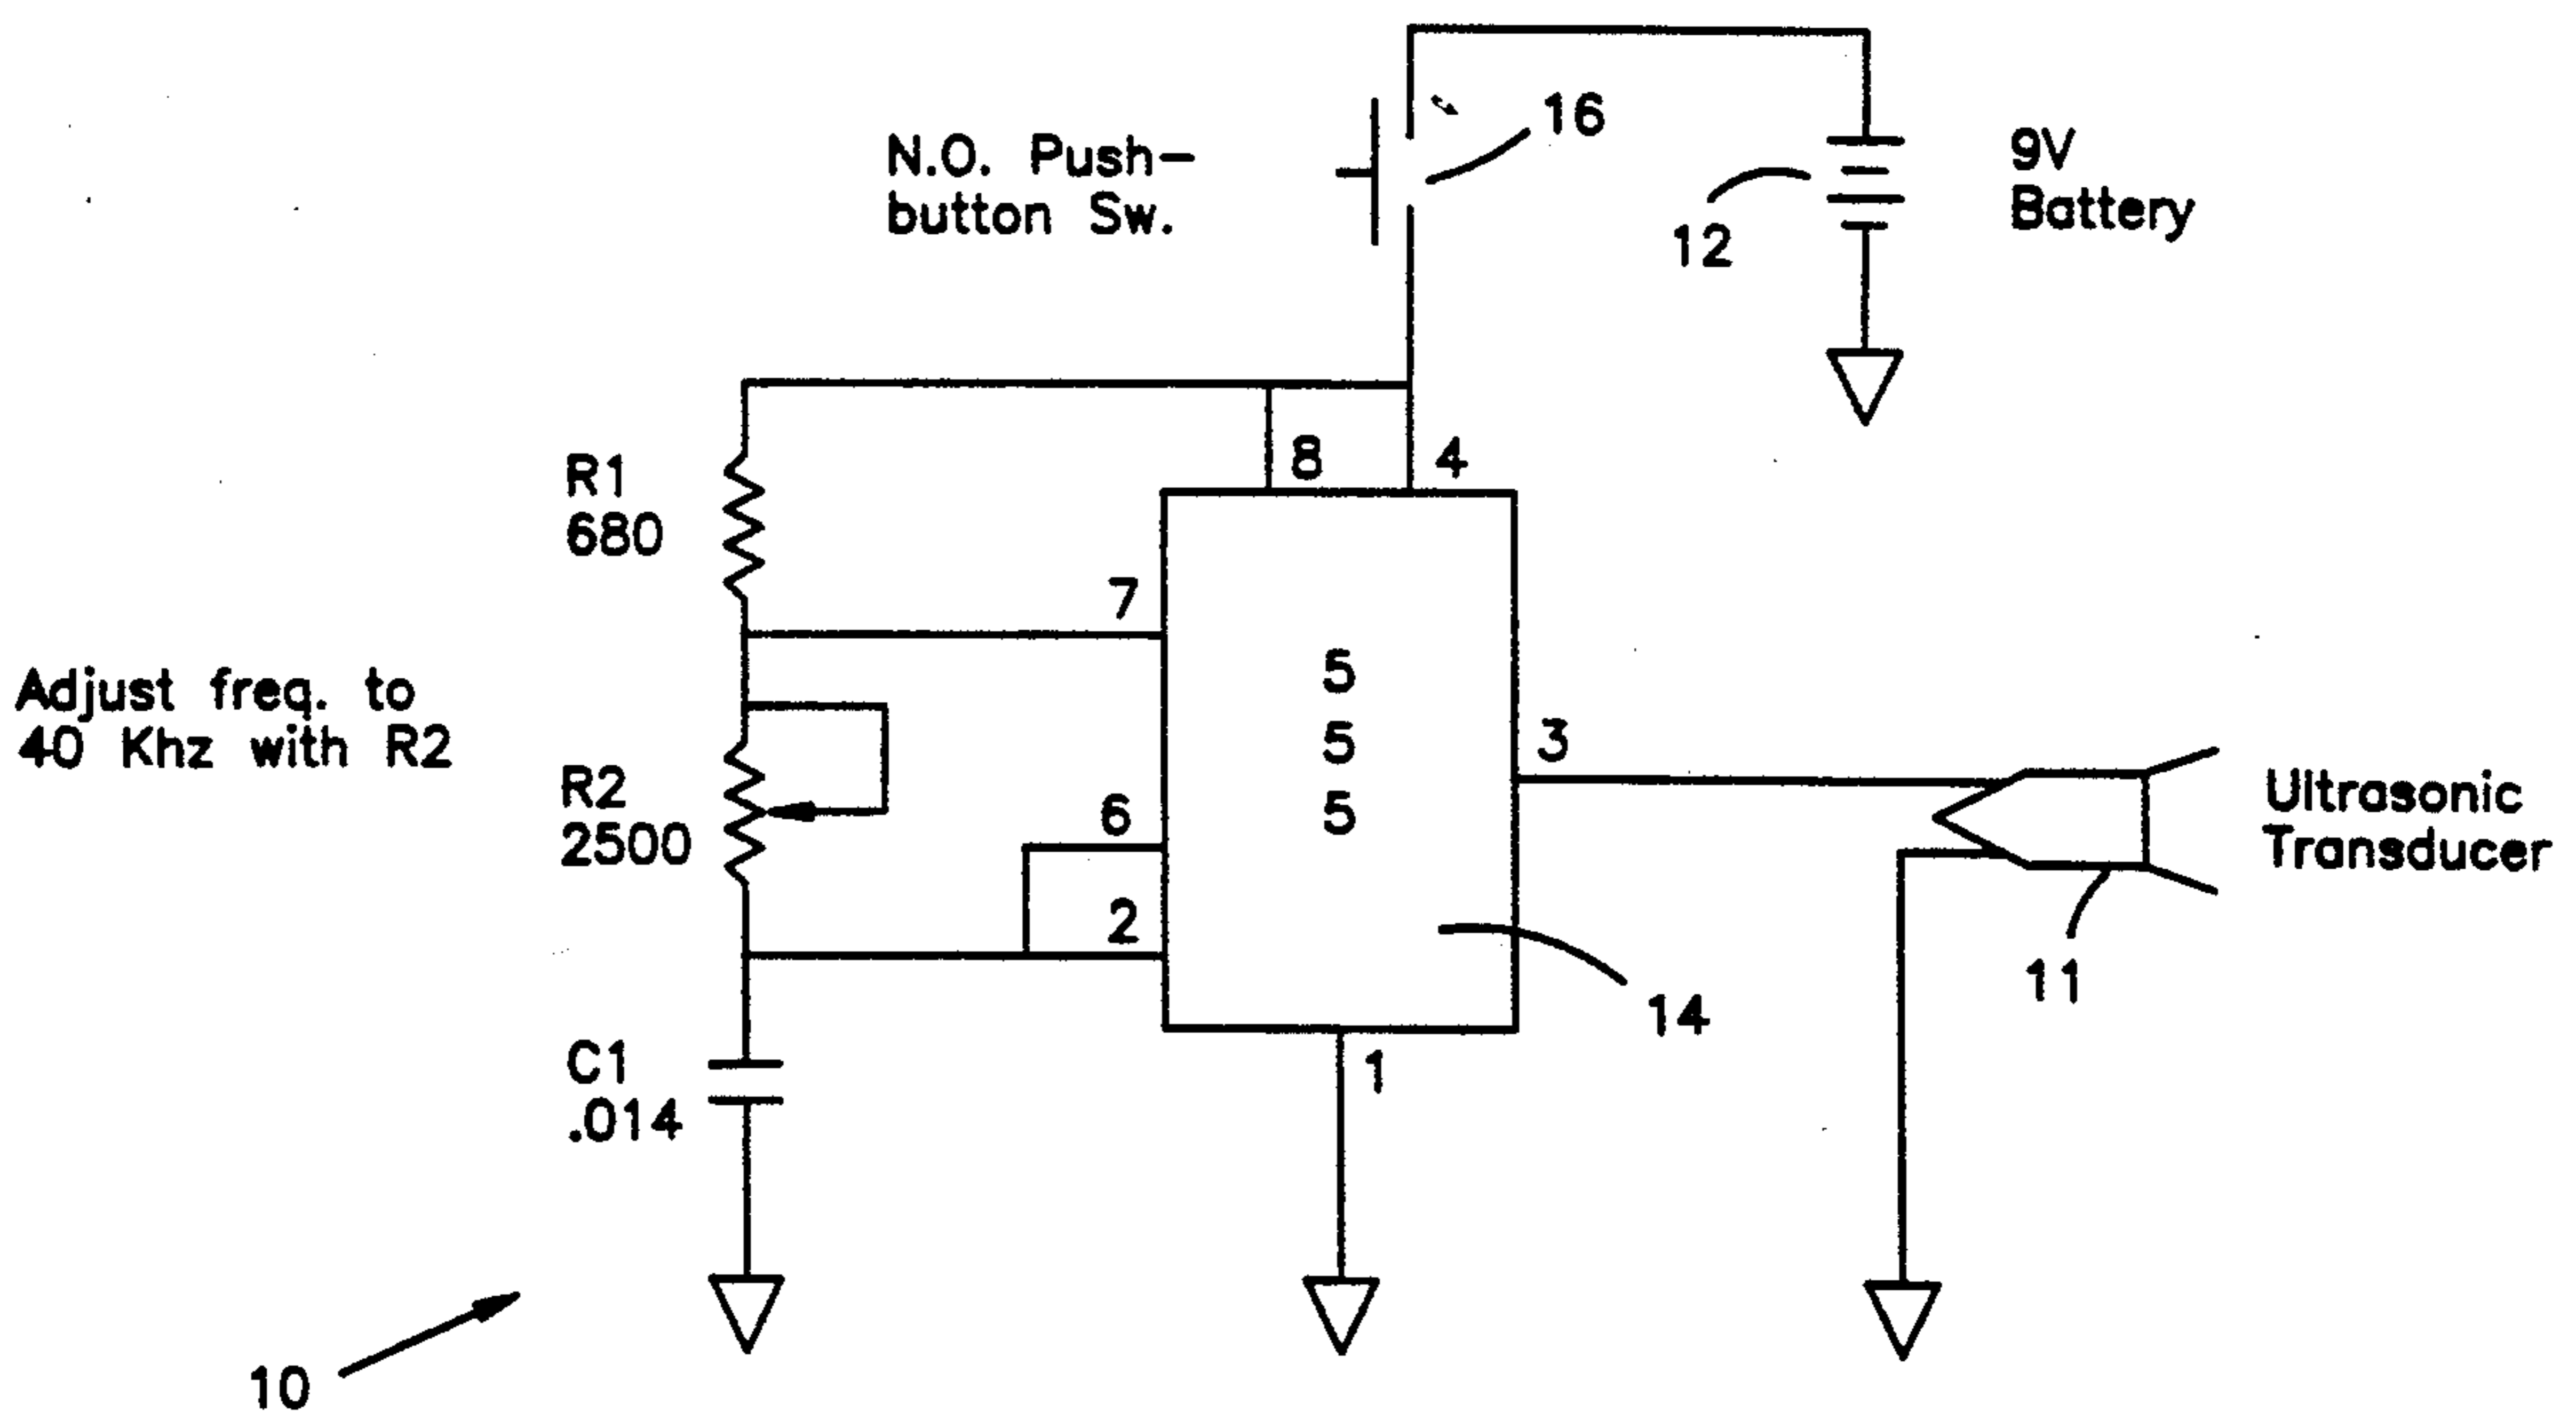 N.O. Push-
button Sw.
16
12
9V
Battery
R1
680
8
4
7
Adjust freq. to
40 Khz with R2
R2
2500
5
5
5
6
2
3
Ultrasonic
Transducer
11
14
C1
.014
1
10